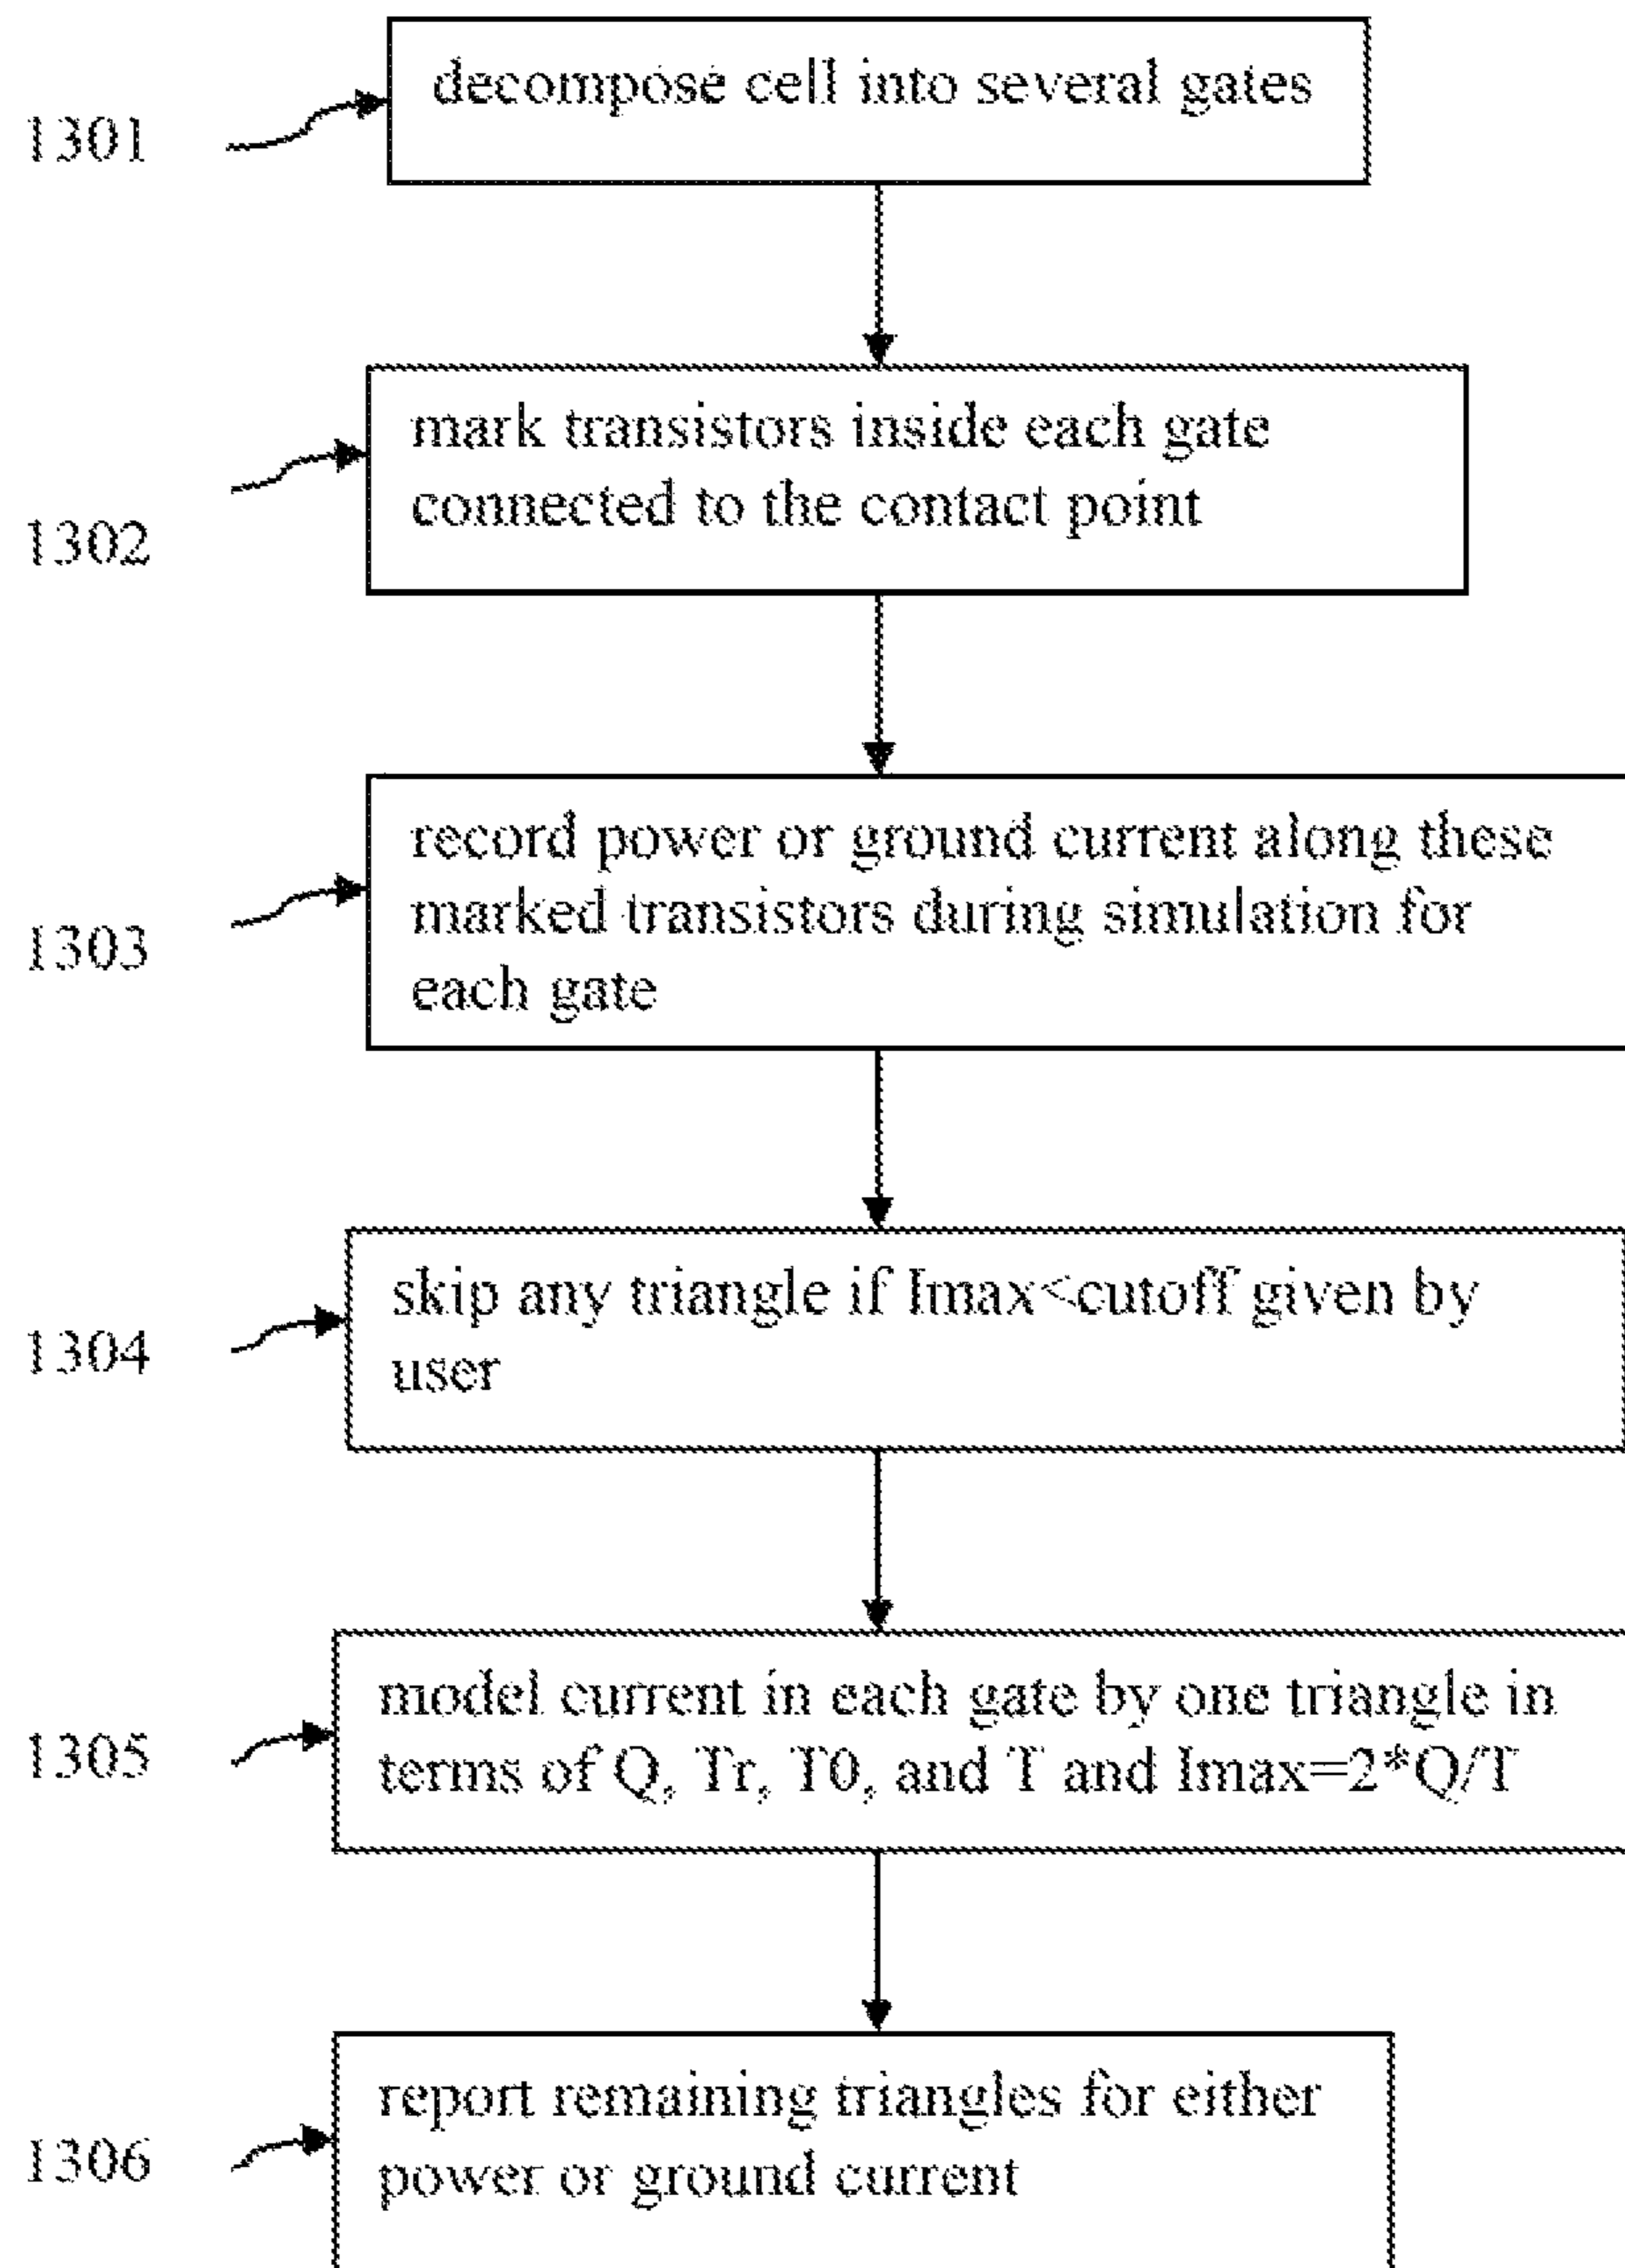 1301
decompose cell into several gates
1302
mark transistors inside each gate
connected to the contact point
1303
record power or ground current along these
marked transistors during simulation for
each gate
1304
skip any triangle if Imax<cutoff given by
user
1305
model current in each gate by one triangle in
terms of Q, Tr, T0, and T and Imax=2*Q/T
1306
report remaining triangles for either
power or ground current